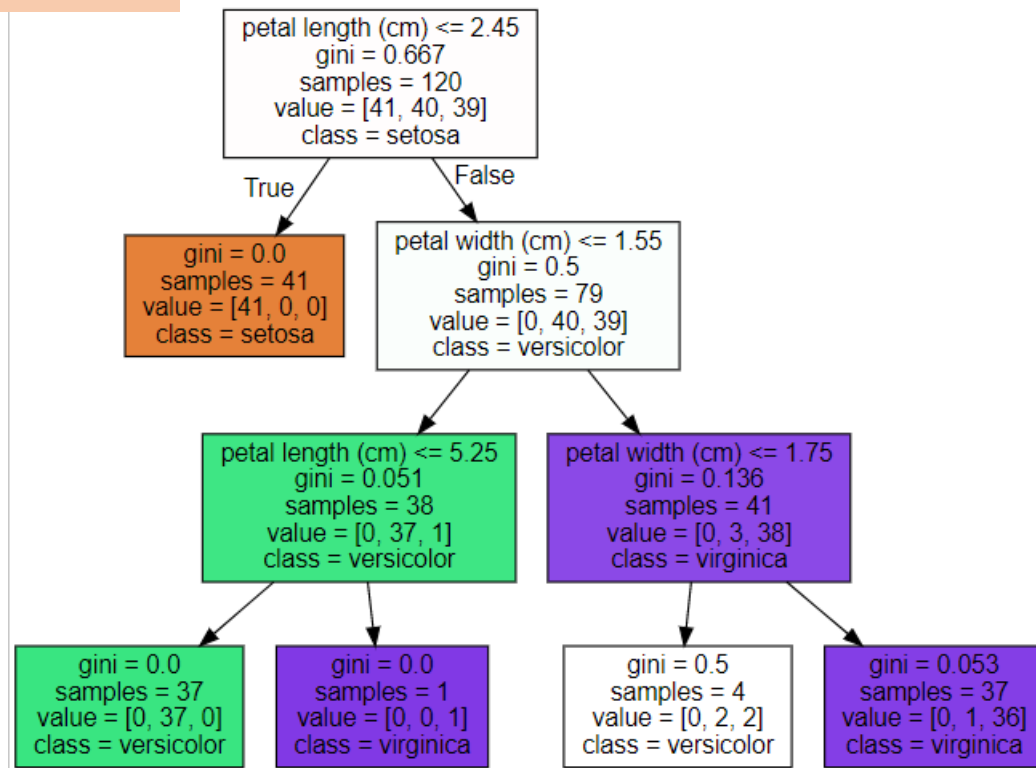 petal length (cm) <= 2.45
gini = 0.667
samples = 120
value = [41, 40, 39]
class = setosa
True
False
gini = 0.0
samples = 41
value = [41, 0, 0]
class = setosa
petal width (cm) <= 1.55
gini = 0.5
samples = 79
value = [0, 40, 39]
class = versicolor
petal length (cm) <= 5.25
gini = 0.051
samples = 38
value = [0, 37, 1]
class = versicolor
petal width (cm) <= 1.75
gini = 0.136
samples = 41
value = [0, 3, 38]
class = virginica
gini = 0.0
samples = 37
value = [0, 37, 0]
class = versicolor
gini = 0.0
samples = 1
value = [0, 0, 1]
class = virginica
gini = 0.5
samples = 4
value = [0, 2, 2]
class = versicolor
gini = 0.053
samples = 37
value = [0, 1, 36]
class = virginica